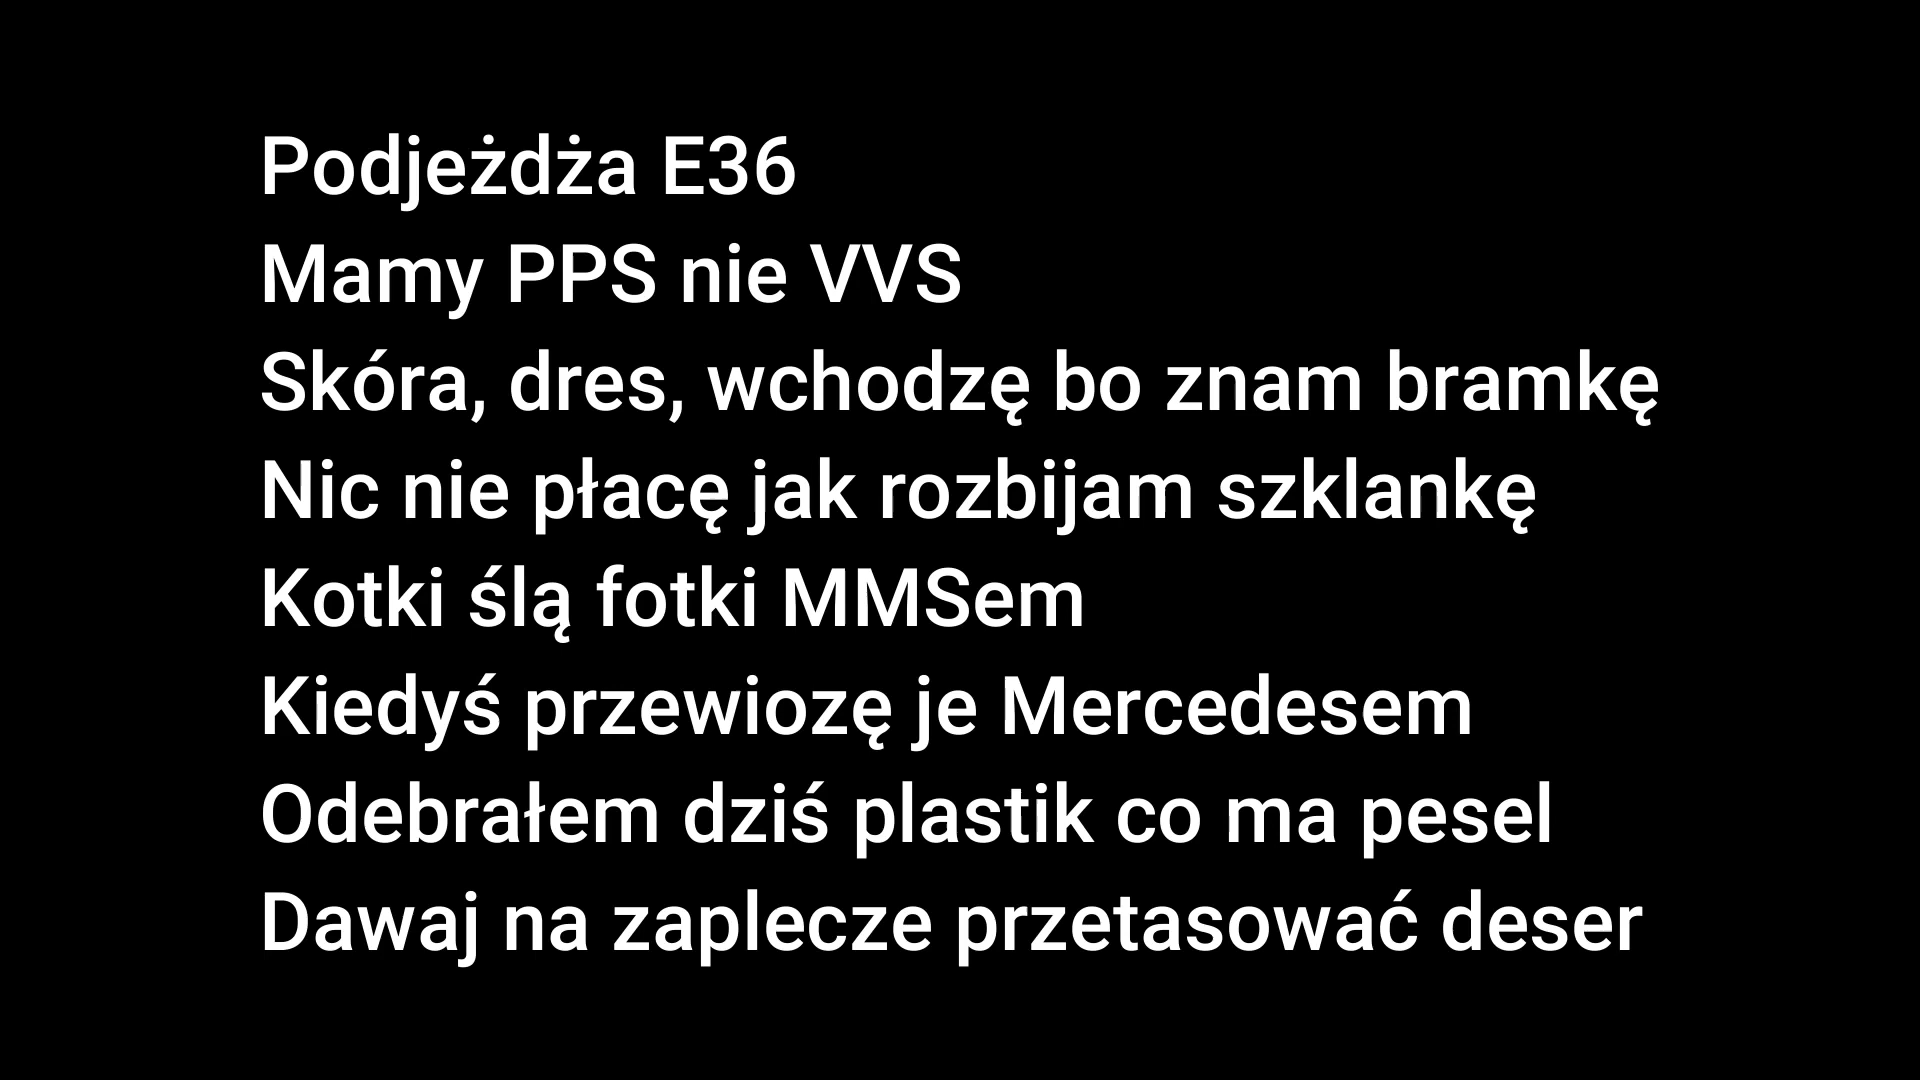 Podjeżdża E36
Mamy PPS nie VVS
Skóra, dres, wchodzę bo znam bramkę
Nic nie płacę jak rozbijam szklankę
Kotki ślą fotki MMSem
Kiedyś przewiozę je Mercedesem
Odebrałem dziś plastik co ma pesel
Dawaj na zaplecze przetasować deser